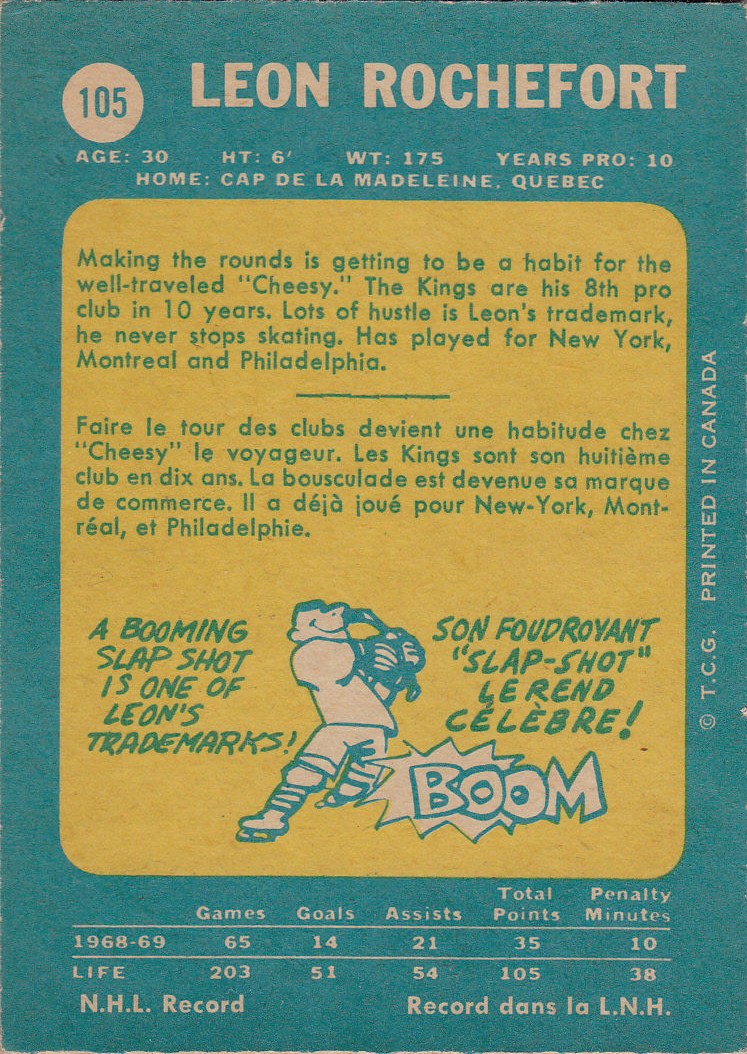 105
LEON ROCHEFORT
AGE: 30 HT: 6' WT: 175 YEARS PRO: 10
HOME: CAP DE LA MADELEINE, QUEBEC
Making the rounds is getting to be a habit for the
well-traveled "Cheesy." The Kings are his 8th pro
club in 10 years. Lots of hustle is Leon's trademark,
he never stops skating. Has played for New York,
Montreal and Philadelphia.
Faire le tour des clubs devient une habitude chez
"Cheesy" le voyageur. Les Kings sont son huitième
club en dix ans. La bousculade est devenue sa marque
de commerce. Il a déjà joué pour New-York, Mont-
réal, et Philadelphie.
A BOOMING
SLAP SHOT
IS ONE OF
LEON'S
TRADEMARKS!
SON FOUDROYANT
"SLAP-SHOT"
LE REND
CÉLÈBRE!
BOOM
© T.C.G. PRINTED IN CANADA
Games Goals Assists Total Points Penalty Minutes
1968-69 65 14 21 35 10
LIFE 203 51 54 105 38
N.H.L. Record Record dans la L.N.H.